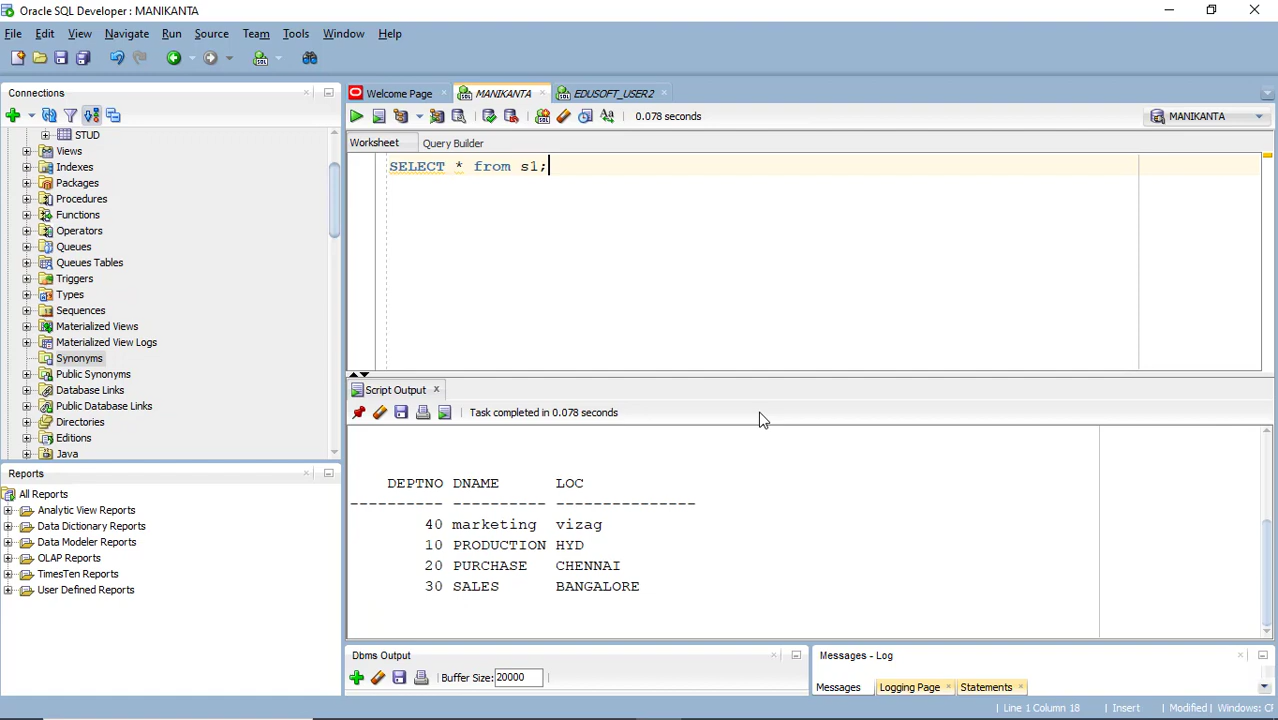 Oracle SQL Developer: MANIKANTA
File Edit View Navigate Run Source Team Tools Window Help
Connections
STUD
Views
Indexes
Packages
Procedures
Functions
Operators
Queues
Queues Tables
Triggers
Types
Sequences
Materialized Views
Materialized View Logs
Synonyms
Public Synonyms
Database Links
Public Database Links
Directories
Editions
Java
Reports
All Reports
Analytic View Reports
Data Dictionary Reports
Data Modeler Reports
OLAP Reports
TimesTen Reports
User Defined Reports
Welcome Page MANIKANTA EDUSOFT_USER2
0.078 seconds MANIKANTA
Worksheet Query Builder
SELECT * from s1;
Script Output
Task completed in 0.078 seconds
DEPTNO DNAME LOC
---------- ---------- ---------------
40 marketing vizag
10 PRODUCTION HYD
20 PURCHASE CHENNAI
30 SALES BANGALORE
Dbms Output
Buffer Size: 20000
Messages - Log
Messages Logging Page Statements
Line 1 Column 18 Insert Modified Windows: CF